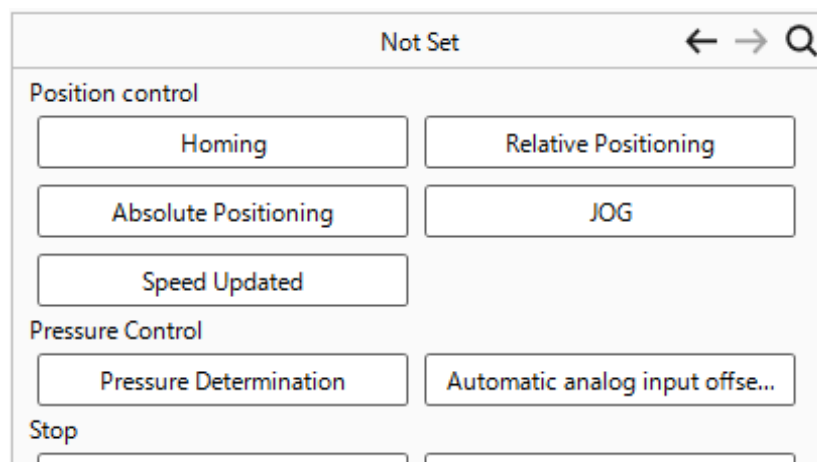 Not Set
Position control
Homing
Relative Positioning
Absolute Positioning
JOG
Speed Updated
Pressure Control
Pressure Determination
Automatic analog input offse...
Stop